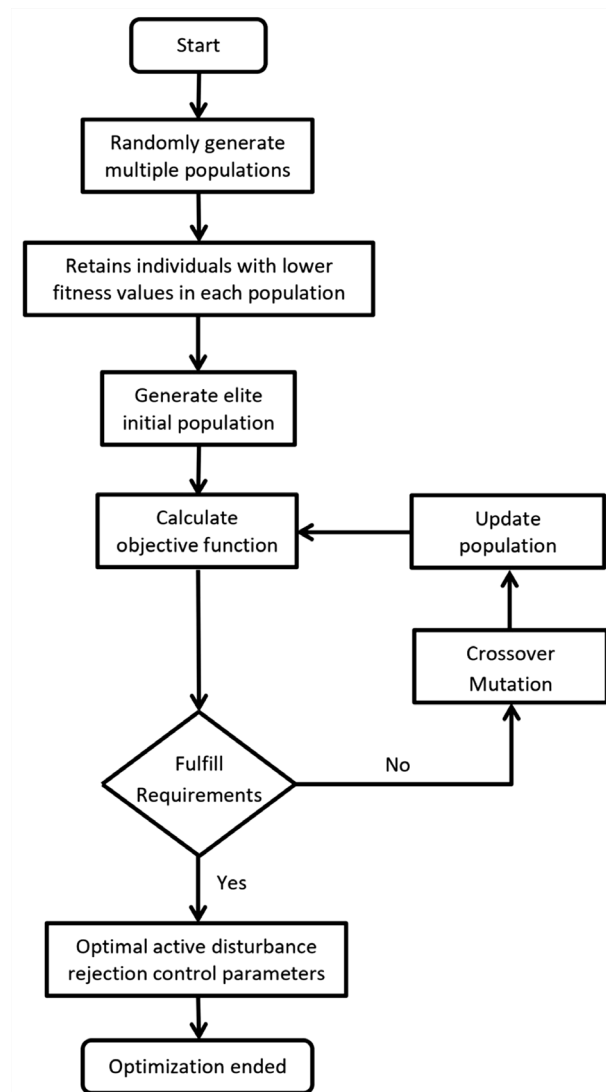 Start
Randomly generate
multiple populations
Retains individuals with lower
fitness values in each population
Generate elite
initial population
Calculate
objective function
Update
population
Crossover
Mutation
Fulfill
Requirements
No
Yes
Optimal active disturbance
rejection control parameters
Optimization ended